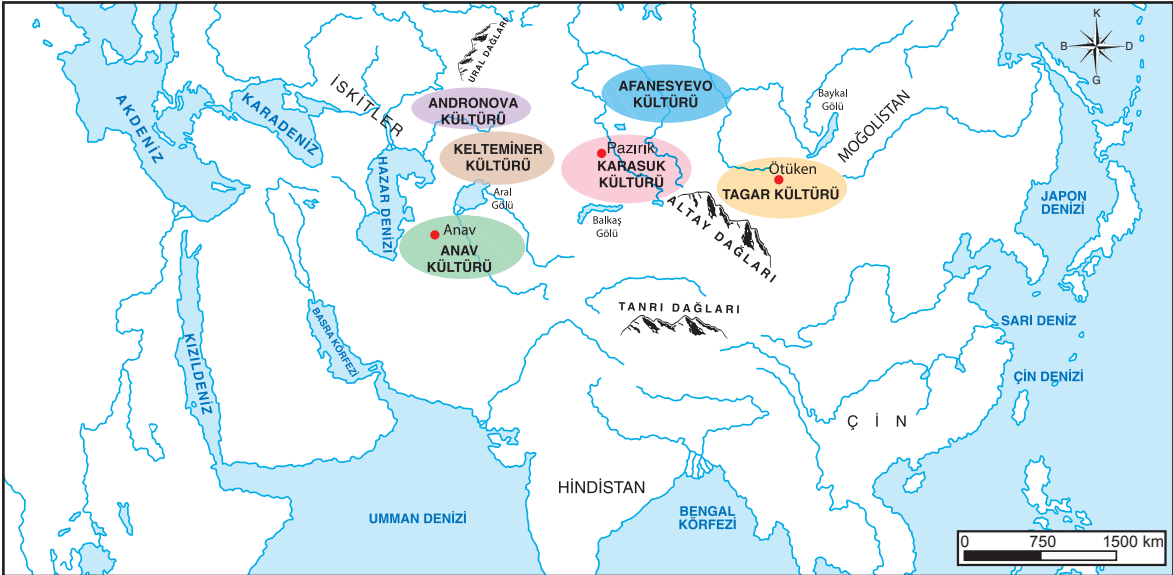 K
B D
G
URAL DAĞLARI
İSKİTLER
AKDENİZ
KARADENİZ
HAZAR DENİZİ
ANDRONOVA
KÜLTÜRÜ
KELTEMİNER
KÜLTÜRÜ
AFANESYEVO
KÜLTÜRÜ
Baykal
Gölü
MOĞOLİSTAN
Pazırik
KARASUK
KÜLTÜRÜ
Ötüken
TAGAR KÜLTÜRÜ
Aral
Gölü
Balkaş
Gölü
ALTAY DAĞLARI
Anav
ANAV
KÜLTÜRÜ
JAPON
DENİZİ
TANRI DAĞLARI
SARI DENİZ
ÇİN DENİZİ
KIZILDENİZ
BASRA KÖRFEZİ
ÇİN
HİNDİSTAN
UMMAN DENİZİ
BENGAL
KÖRFEZİ
0 750 1500 km